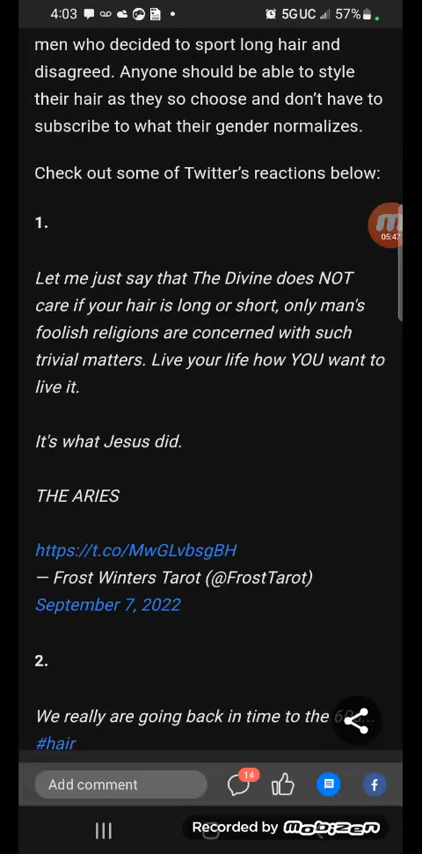 4:03
5GUC
57%
men who decided to sport long hair and
disagreed. Anyone should be able to style
their hair as they so choose and don't have to
subscribe to what their gender normalizes.
Check out some of Twitter's reactions below:
1.
05:47
Let me just say that The Divine does NOT
care if your hair is long or short, only man's
foolish religions are concerned with such
trivial matters. Live your life how YOU want to
live it.
It's what Jesus did.
THE ARIES
https://t.co/MwGLvbsgBH
— Frost Winters Tarot (@FrostTarot)
September 7, 2022
2.
We really are going back in time to the
#hair
Add comment
14
Recorded by mobizen